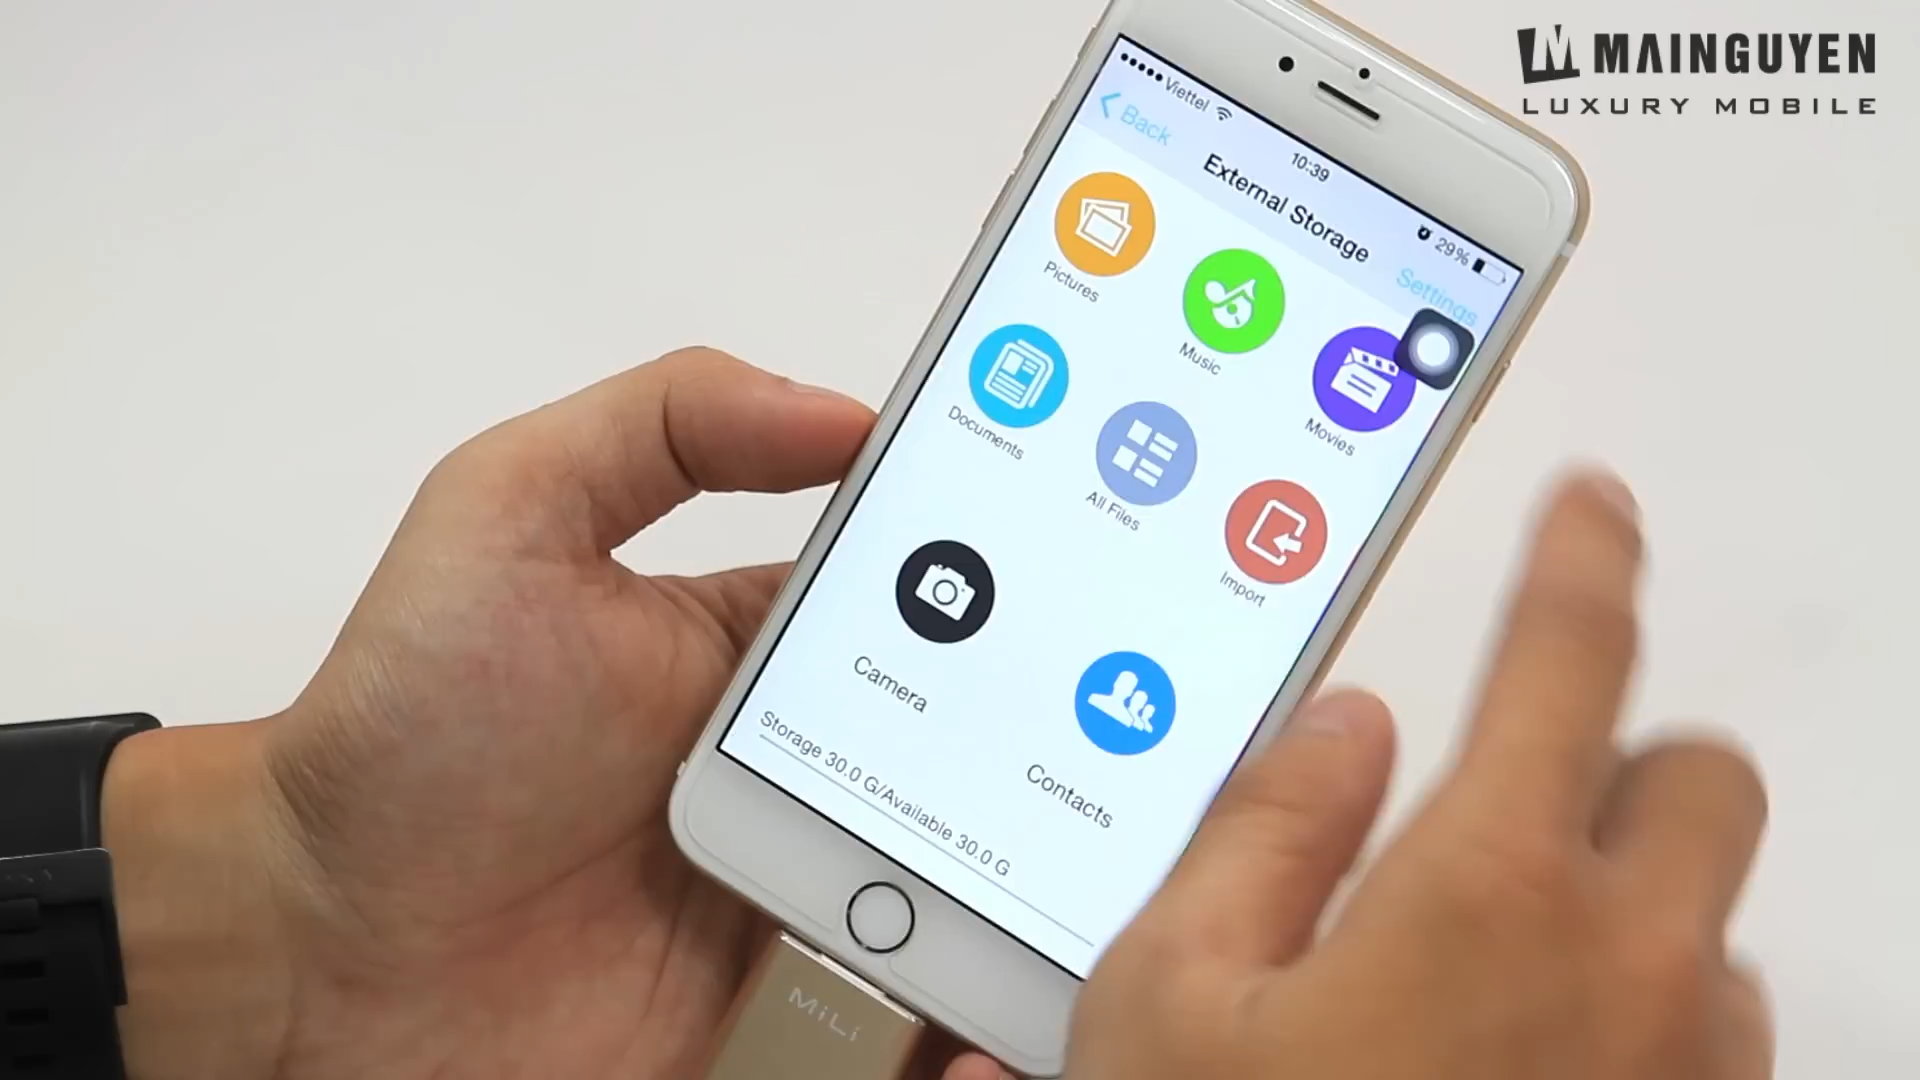 MAINGUYEN
LUXURY MOBILE
Viettel
10:39
29%
Back
External Storage
Settings
Pictures
Music
Movies
Documents
All Files
Import
Camera
Contacts
Storage 30.0 G/Available 30.0 G
MiLi